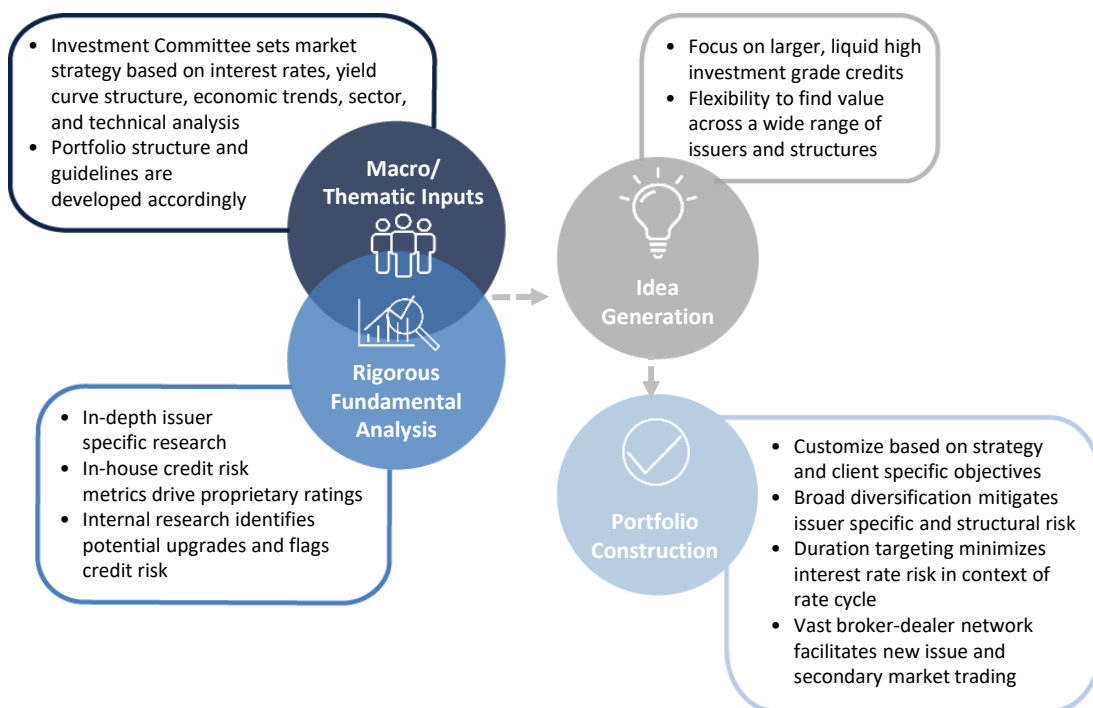 • Investment Committee sets market
strategy based on interest rates, yield
curve structure, economic trends, sector,
and technical analysis
• Portfolio structure and
guidelines are
developed accordingly
Macro/
Thematic Inputs
Rigorous
Fundamental
Analysis
• In-depth issuer
specific research
• In-house credit risk
metrics drive proprietary ratings
• Internal research identifies
potential upgrades and flags
credit risk
• Focus on larger, liquid high
investment grade credits
• Flexibility to find value
across a wide range of
issuers and structures
Idea
Generation
Portfolio
Construction
• Customize based on strategy
and client specific objectives
• Broad diversification mitigates
issuer specific and structural risk
• Duration targeting minimizes
interest rate risk in context of
rate cycle
• Vast broker-dealer network
facilitates new issue and
secondary market trading